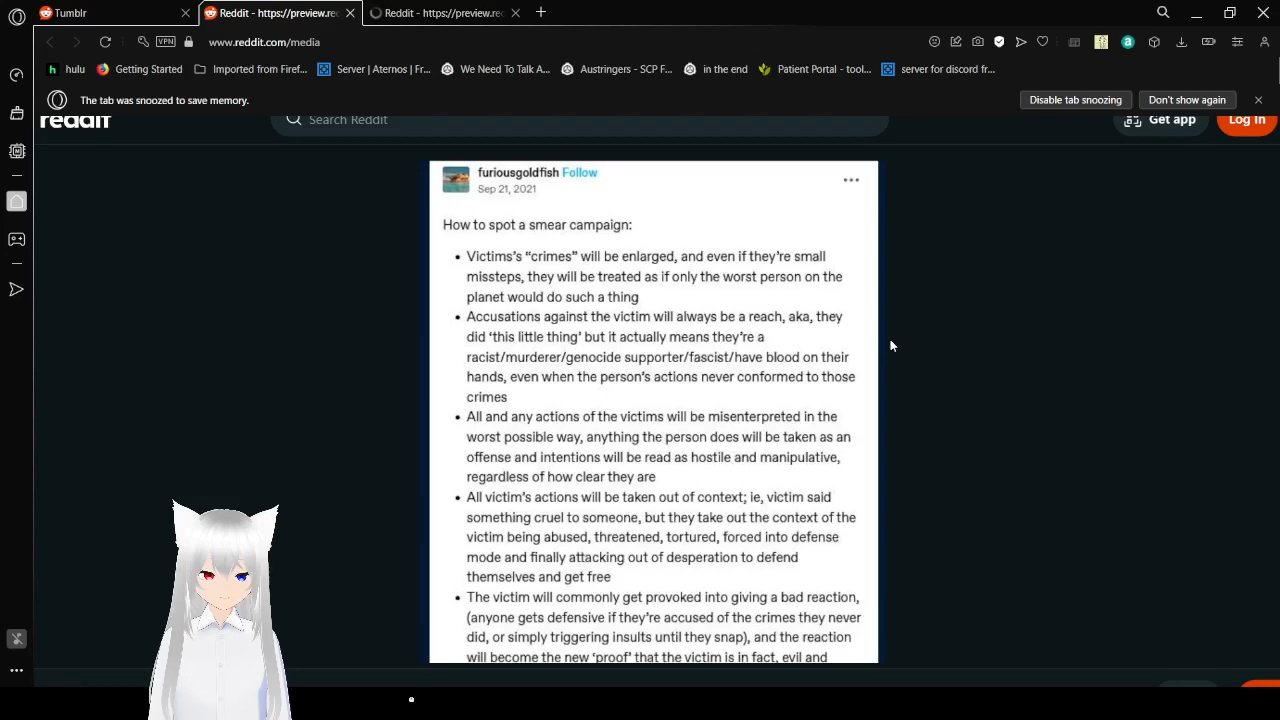 Tumblr
Reddit - https://preview.rec
Reddit - https://preview.rec
VPN
www.reddit.com/media
hulu
Getting Started
Imported from Firef...
Server | Aternos | Fr...
We Need To Talk A...
Austringers - SCP F...
in the end
Patient Portal - tool...
server for discord fr...
The tab was snoozed to save memory.
Disable tab snoozing
Don't show again
reddit
Search Reddit
Get app
Log In
furiousgoldfish Follow
Sep 21, 2021
How to spot a smear campaign:
• Victims's “crimes” will be enlarged, and even if they're small
missteps, they will be treated as if only the worst person on the
planet would do such a thing
• Accusations against the victim will always be a reach, aka, they
did ‘this little thing’ but it actually means they're a
racist/murderer/genocide supporter/fascist/have blood on their
hands, even when the person's actions never conformed to those
crimes
• All and any actions of the victims will be misenterpreted in the
worst possible way, anything the person does will be taken as an
offense and intentions will be read as hostile and manipulative,
regardless of how clear they are
• All victim's actions will be taken out of context; ie, victim said
something cruel to someone, but they take out the context of the
victim being abused, threatened, tortured, forced into defense
mode and finally attacking out of desperation to defend
themselves and get free
• The victim will commonly get provoked into giving a bad reaction,
(anyone gets defensive if they're accused of the crimes they never
did, or simply triggering insults until they snap), and the reaction
will become the new ‘proof’ that the victim is in fact, evil and